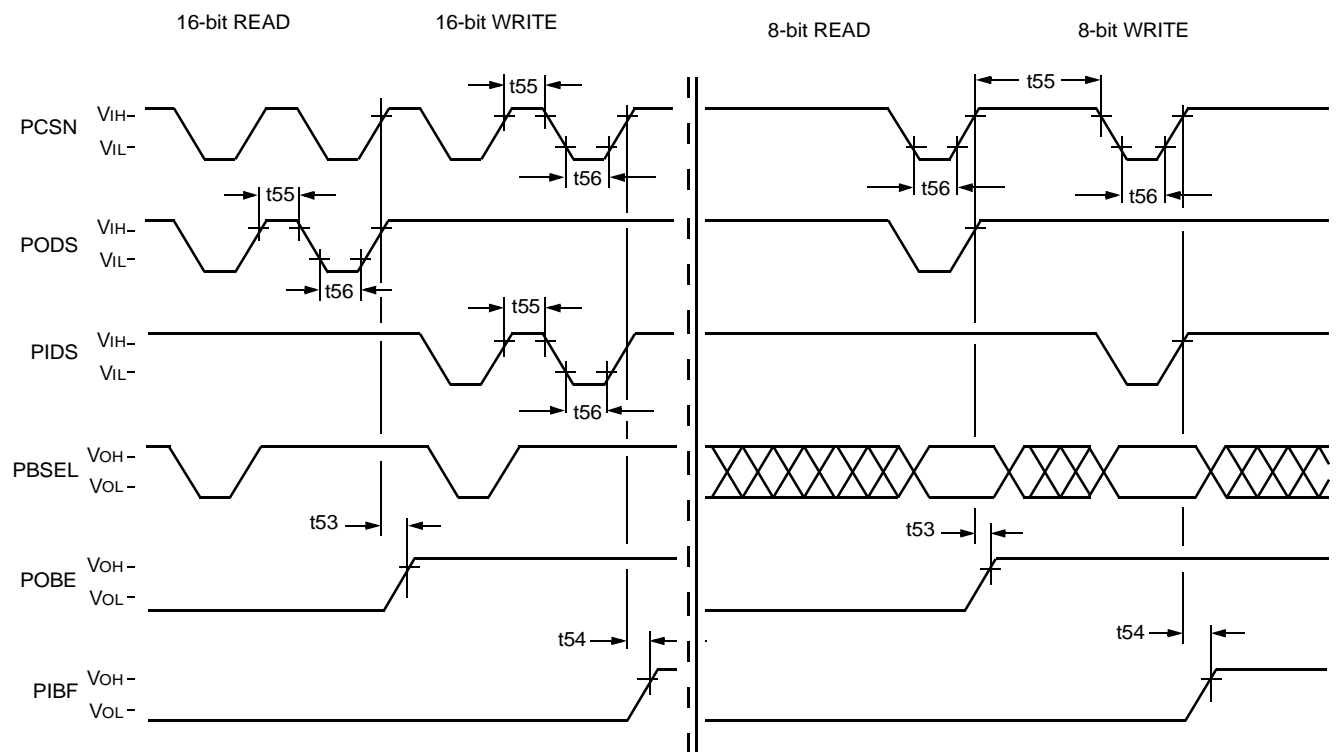 16-bit READ
16-bit WRITE
8-bit READ
8-bit WRITE
t55
t55
PCSN
VIH
VIL
t56
t56
t56
t55
PODS
VIH
VIL
t56
t55
PIDS
VIH
VIL
t56
PBSEL
VOH
VOL
t53
t53
POBE
VOH
VOL
t54
t54
PIBF
VOH
VOL